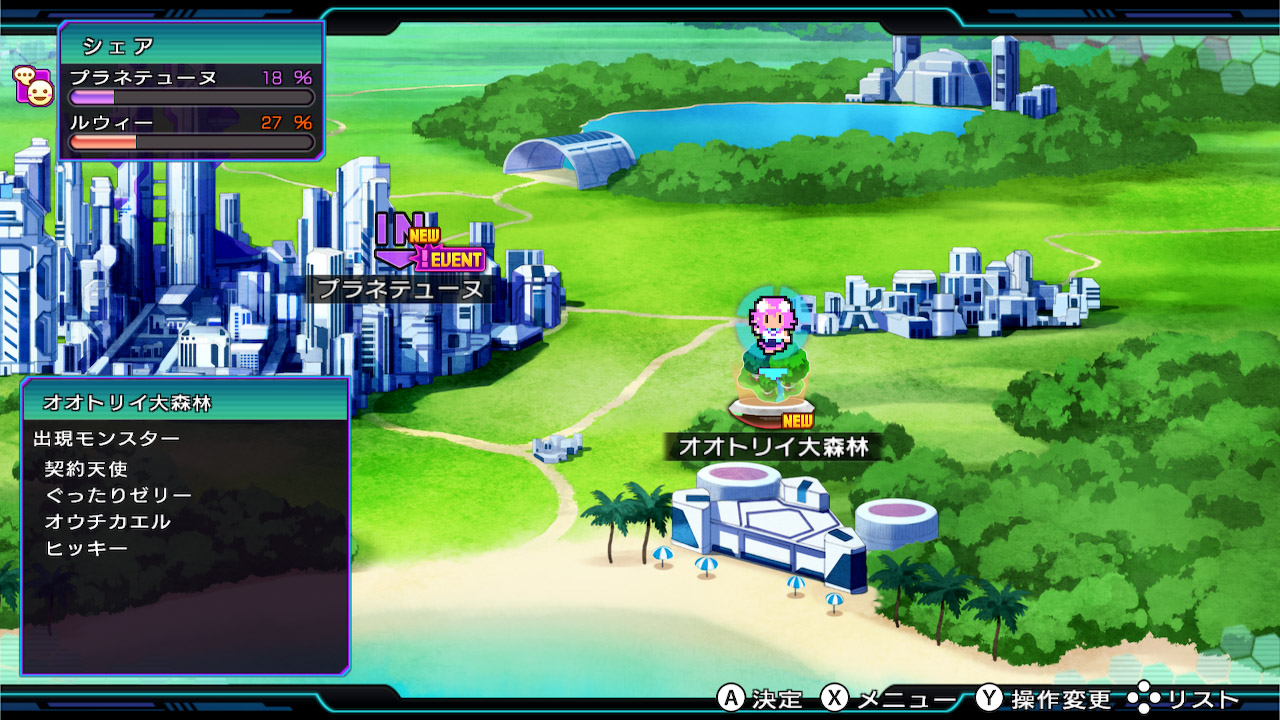 シェア
プラネテューヌ 18 %
ルウィー 27 %
IN
NEW
!EVENT
プラネテューヌ
NEW
オオトリイ大森林
オオトリイ大森林
出現モンスター
契約天使
ぐったりゼリー
オウチカエル
ヒッキー
A 決定 X メニュー Y 操作変更 リスト